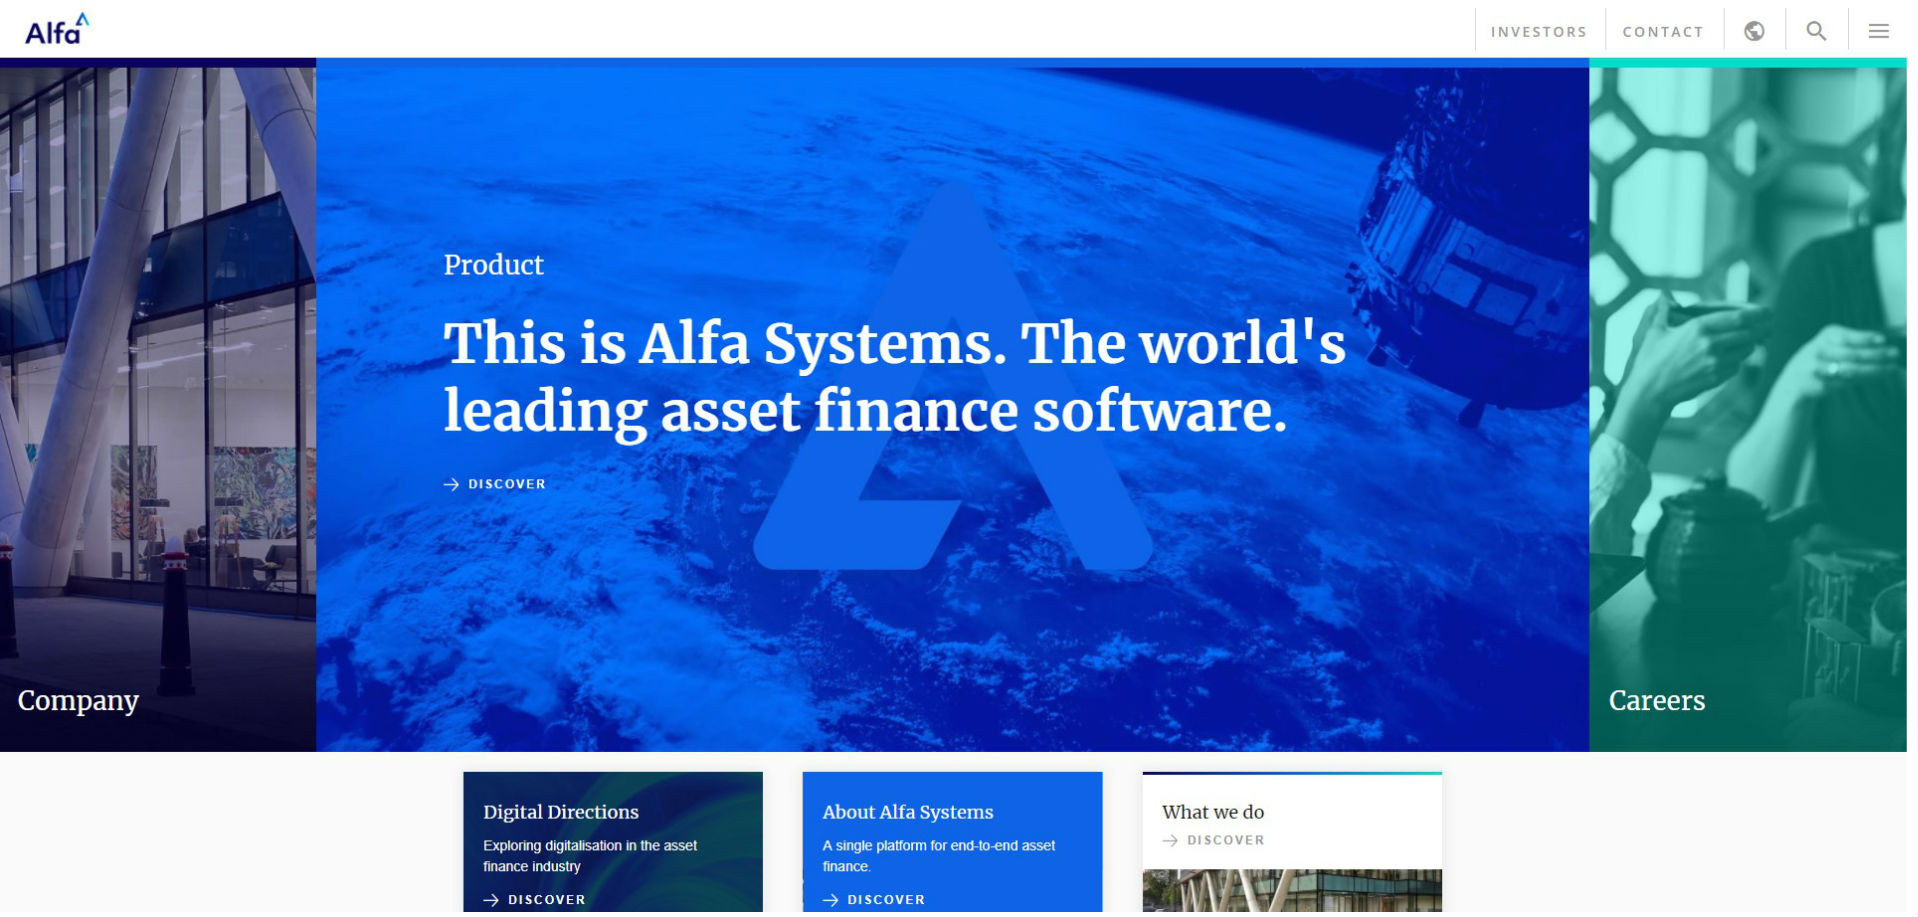 Alfa
INVESTORS
CONTACT
Product
This is Alfa Systems. The world's
leading asset finance software.
DISCOVER
Company
Careers
Digital Directions
Exploring digitalisation in the asset
finance industry
DISCOVER
About Alfa Systems
A single platform for end-to-end asset
finance.
DISCOVER
What we do
DISCOVER